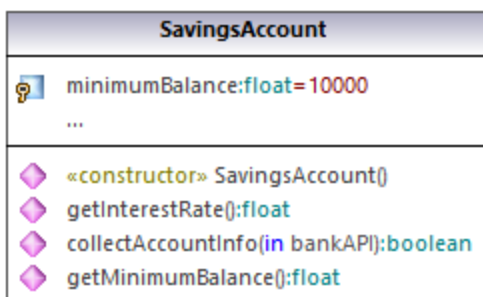 SavingsAccount
minimumBalance:float=10000
...
«constructor» SavingsAccount()
getInterestRate():float
collectAccountInfo(in bankAPI):boolean
getMinimumBalance():float